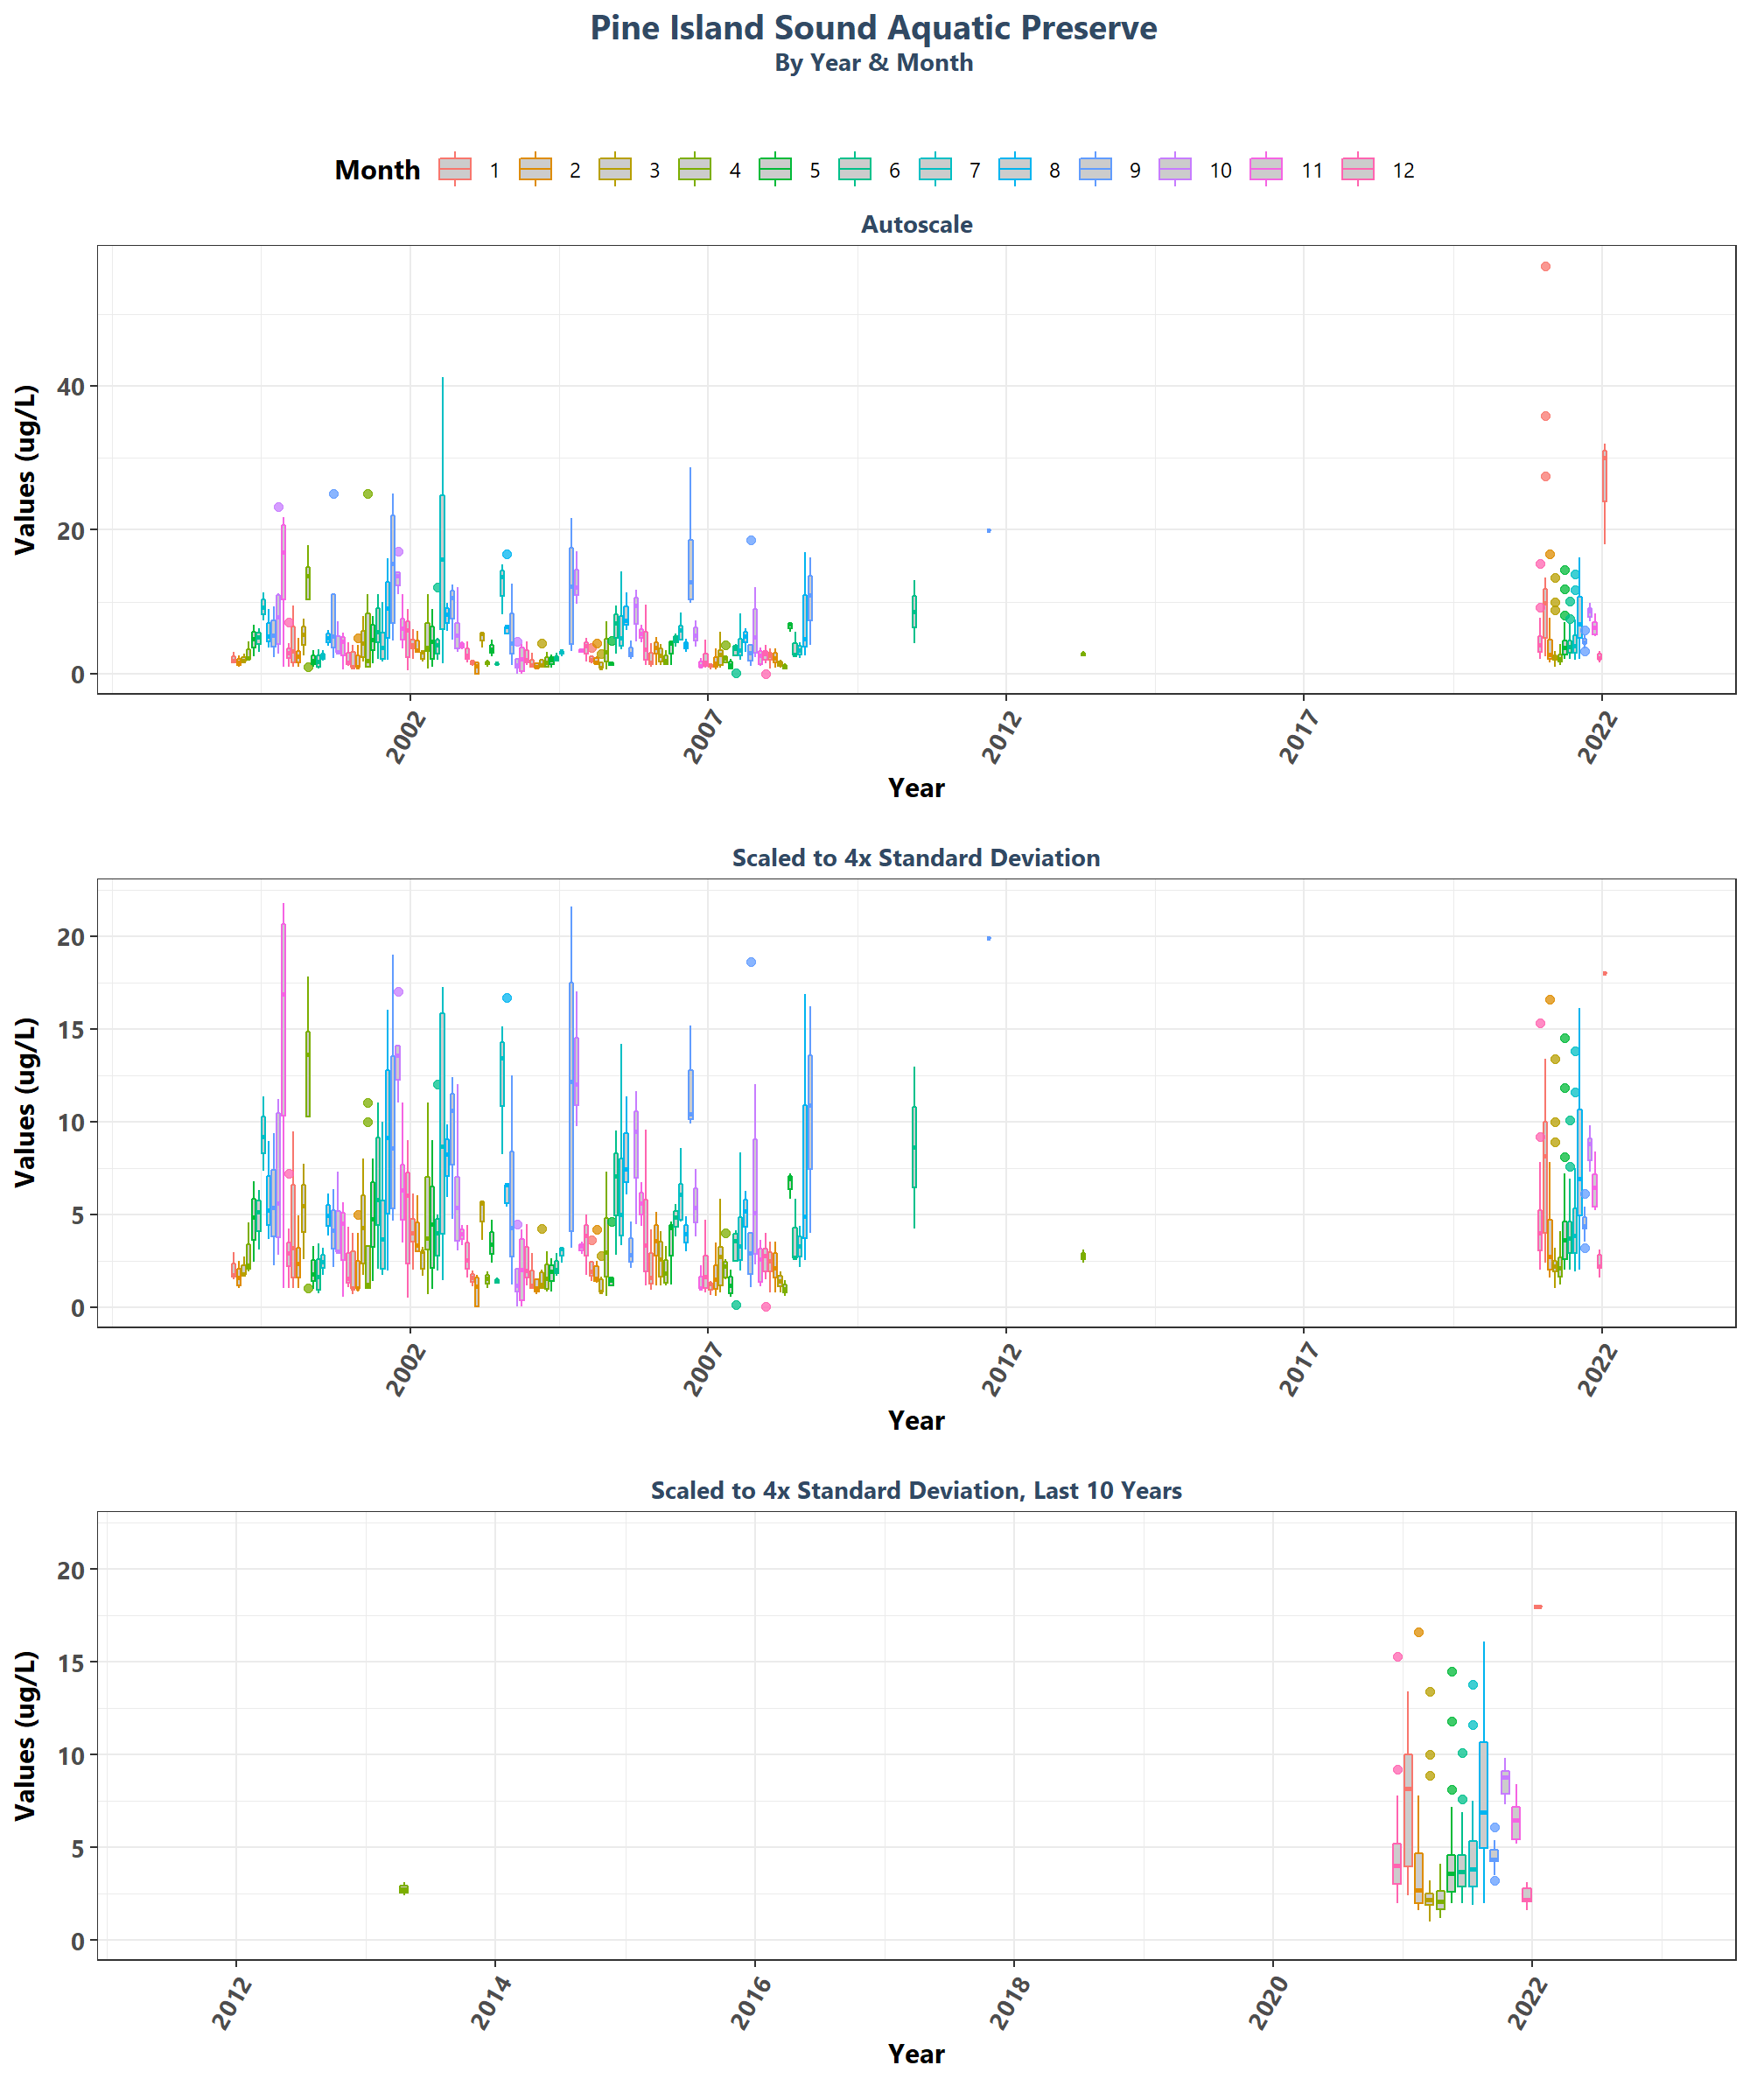 Pine Island Sound Aquatic Preserve
By Year & Month
Month 1 2 3 4 5 6 7 8 9 10 11 12
Autoscale
Values (ug/L)
40
20
0
2002 2007 2012 2017 2022
Year
Scaled to 4x Standard Deviation
Values (ug/L)
20
15
10
5
0
2002 2007 2012 2017 2022
Year
Scaled to 4x Standard Deviation, Last 10 Years
Values (ug/L)
20
15
10
5
0
2012 2014 2016 2018 2020 2022
Year